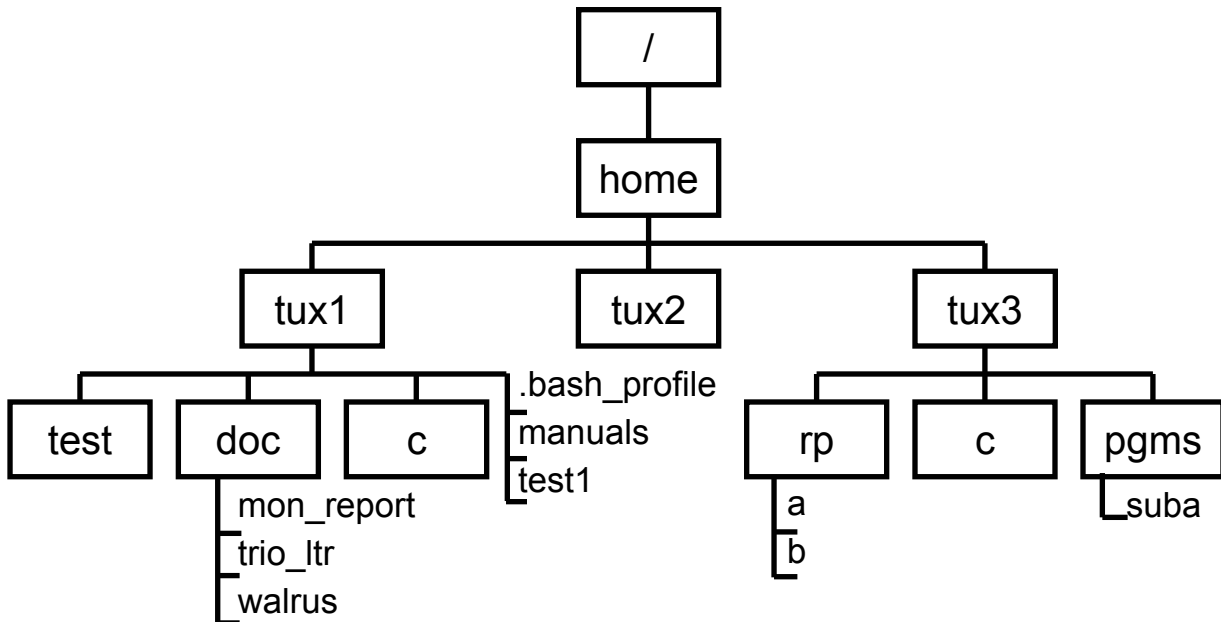 /
home
tux1
tux2
tux3
test
doc
c
.bash_profile
manuals
test1
mon_report
trio_ltr
walrus
rp
c
pgms
a
b
suba